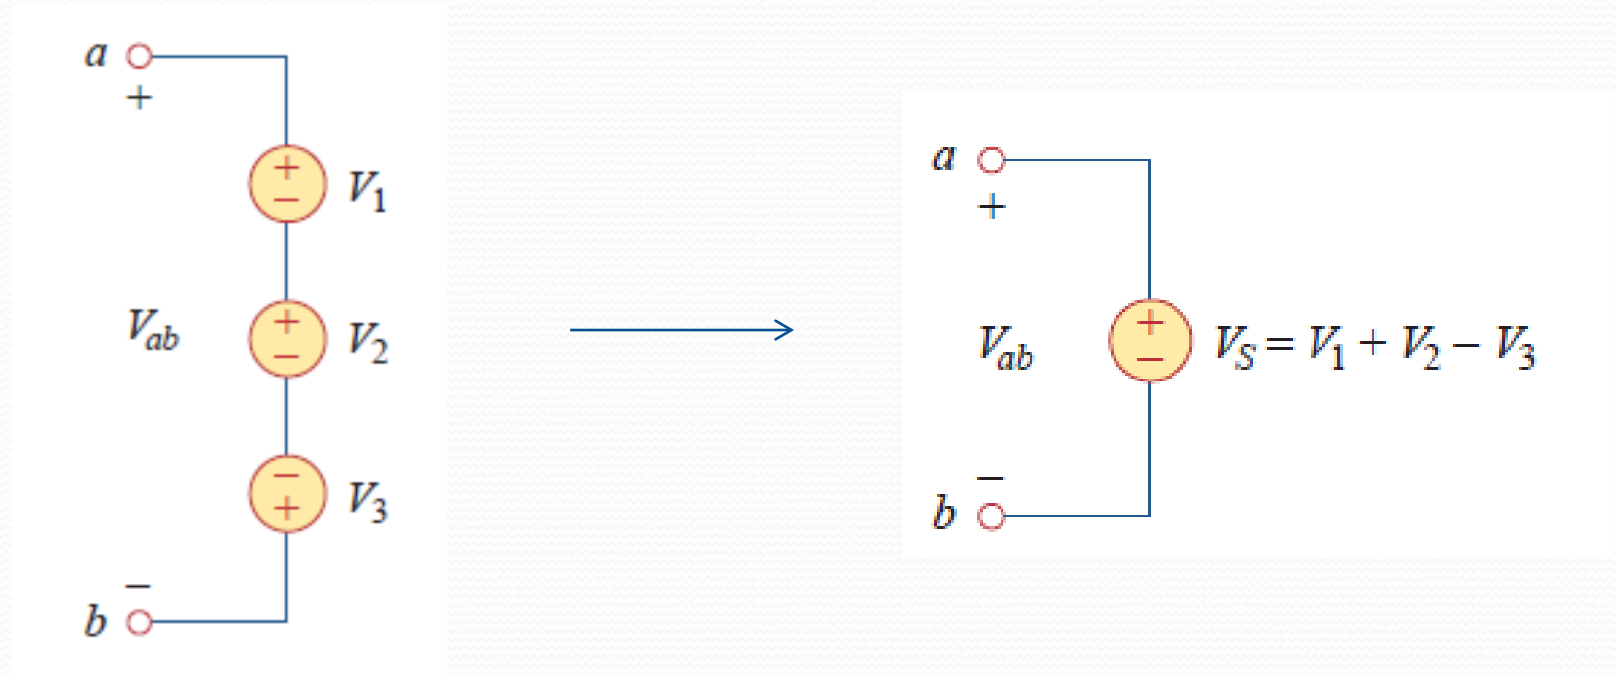 a
+
+
−
V1
Vab
+
−
V2
−
+
V3
−
b
a
+
Vab
+
−
VS = V1 + V2 − V3
−
b